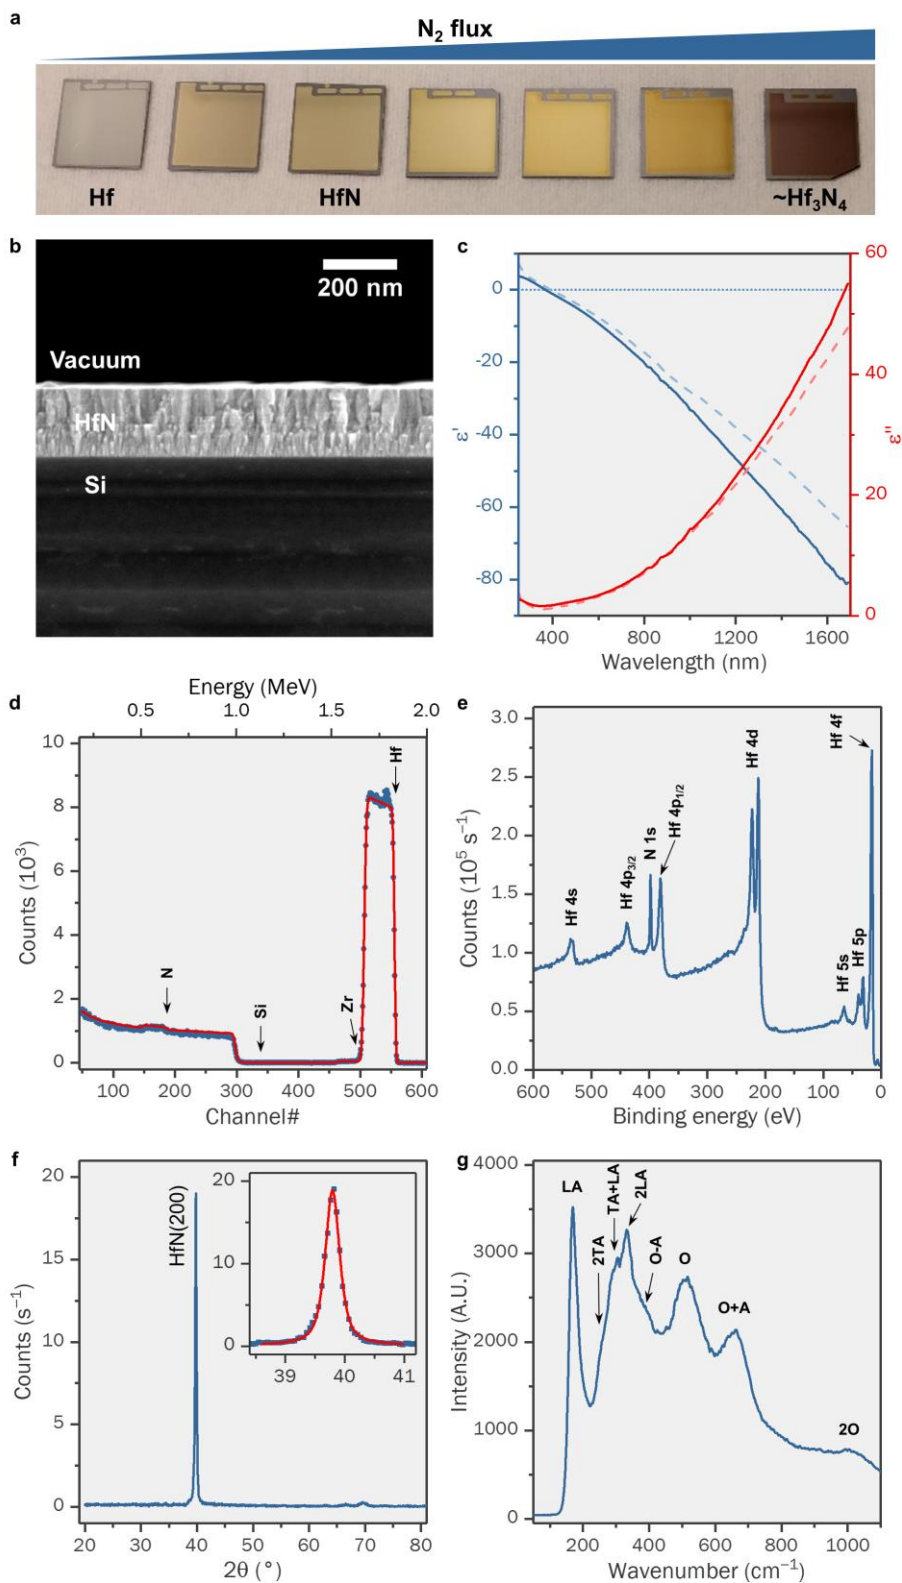 a
N₂ flux
Hf
HfN
~Hf₃N₄
b
200 nm
Vacuum
HfN
Si
c
60
0
40
-20
ε'
-40
ε''
20
-60
-80
0
400
800
1200
1600
Wavelength (nm)
d
Energy (MeV)
0.5
1.0
1.5
2.0
10
8
6
4
2
0
Counts (10³)
N
Si
Zr
Hf
100
200
300
400
500
600
Channel#
e
3.0
2.5
2.0
1.5
1.0
0.5
0.0
Counts (10⁵ s⁻¹)
Hf 4s
Hf 4p₃/₂
N 1s
Hf 4p₁/₂
Hf 4d
Hf 5s
Hf 5p
Hf 4f
600
500
400
300
200
100
0
Binding energy (eV)
f
20
15
10
5
0
Counts (s⁻¹)
HfN(200)
20
10
0
39
40
41
20
30
40
50
60
70
80
2θ (°)
g
4000
3000
2000
1000
0
Intensity (A.U.)
LA
2TA
TA+LA
2LA
O-A
O
O+A
2O
200
400
600
800
1000
Wavenumber (cm⁻¹)